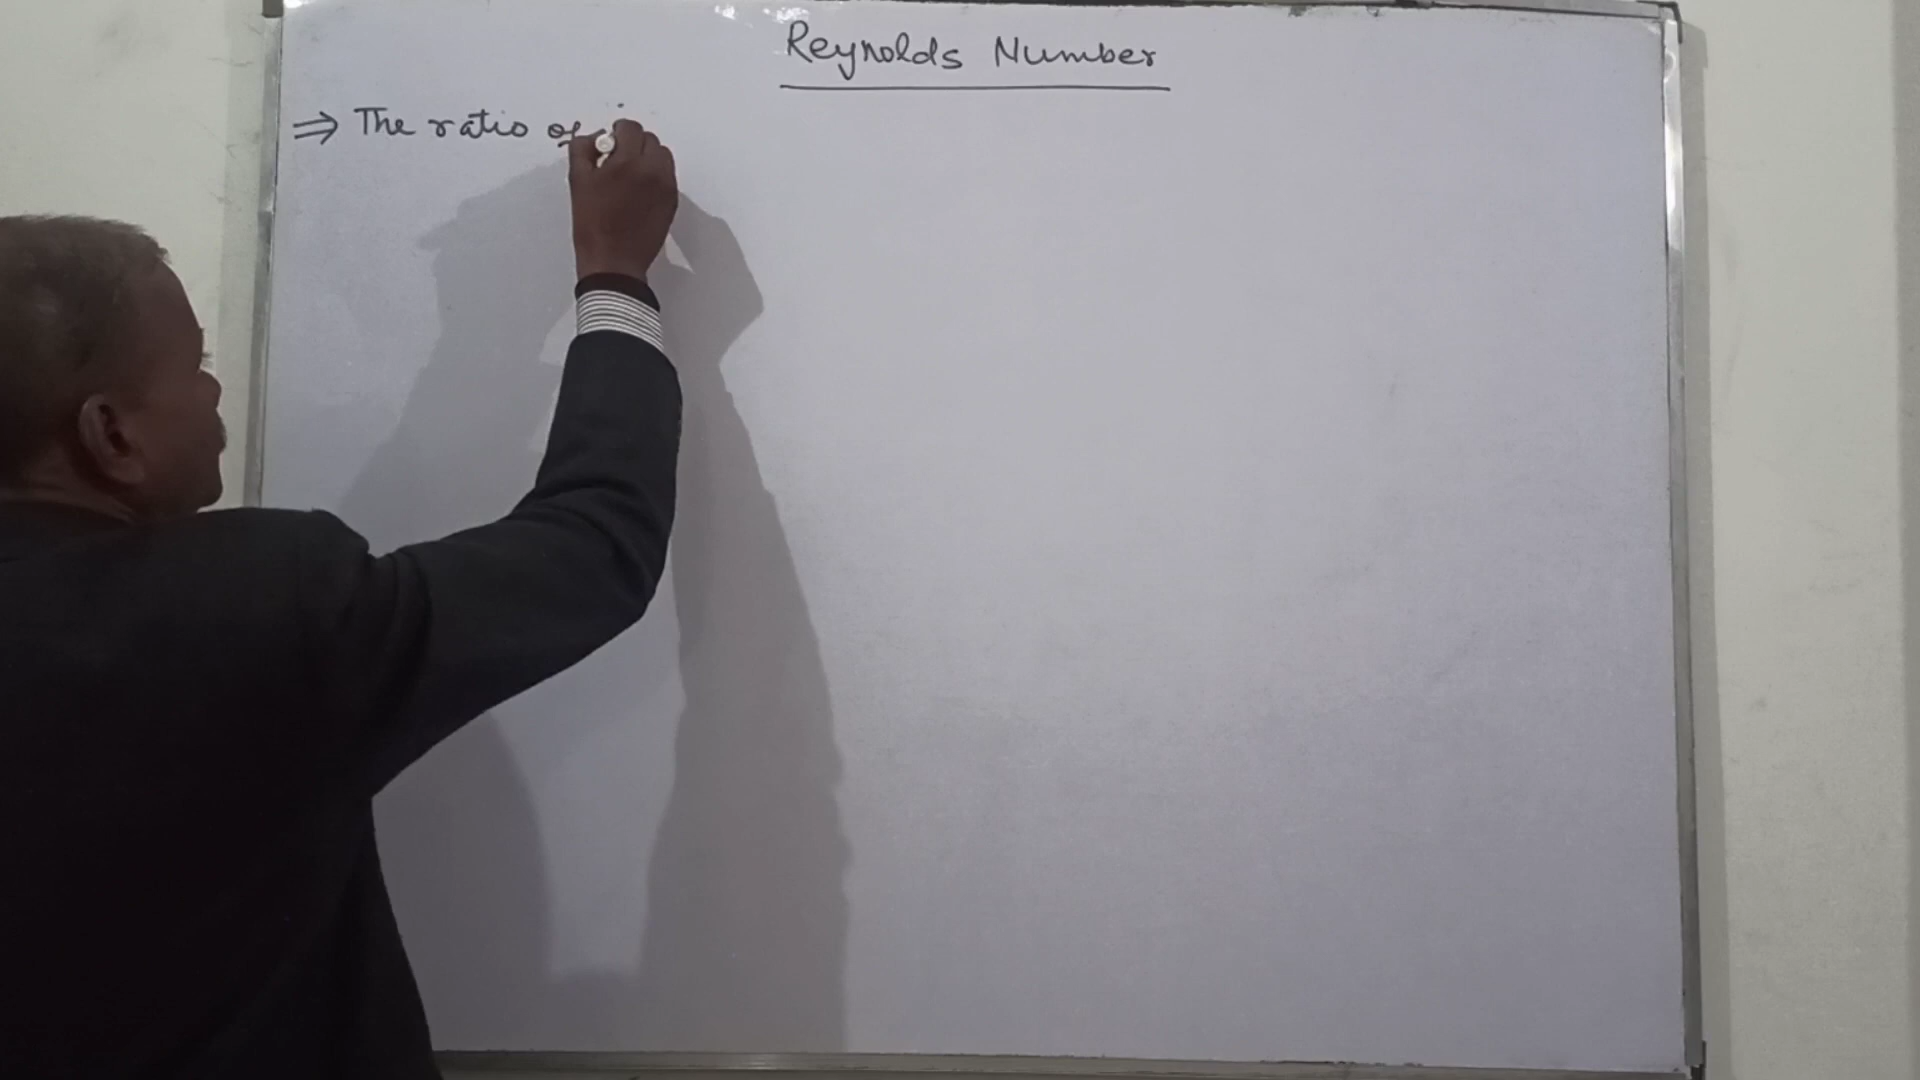 Reynolds Number
⇒ The ratio of